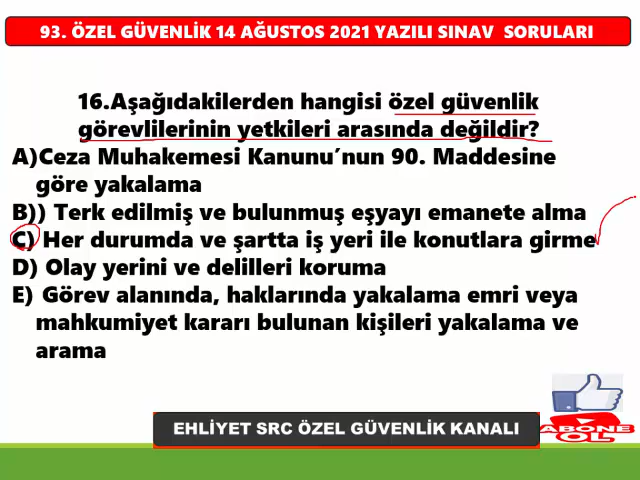 93. ÖZEL GÜVENLİK 14 AĞUSTOS 2021 YAZILI SINAV SORULARI
16.Aşağıdakilerden hangisi özel güvenlik
görevlilerinin yetkileri arasında değildir?
A)Ceza Muhakemesi Kanunu´nun 90. Maddesine
göre yakalama
B)) Terk edilmiş ve bulunmuş eşyayı emanete alma
C) Her durumda ve şartta iş yeri ile konutlara girme
D) Olay yerini ve delilleri koruma
E) Görev alanında, haklarında yakalama emri veya
mahkumiyet kararı bulunan kişileri yakalama ve
arama
EHLİYET SRC ÖZEL GÜVENLİK KANALI
ABONE
OL